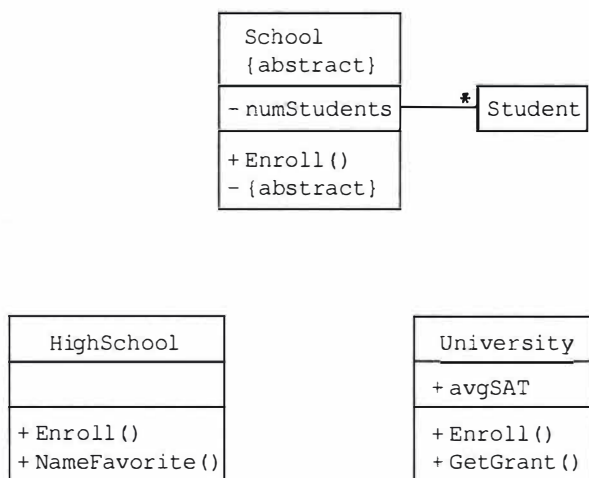 School
{abstract}
- numStudents
*
Student
+ Enroll()
- {abstract}
HighSchool
+ Enroll()
+ NameFavorite()
University
+ avgSAT
+ Enroll()
+ GetGrant()